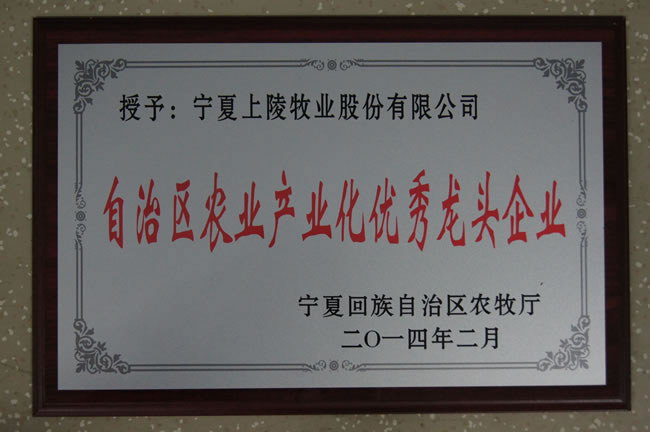 授予：宁夏上陵牧业股份有限公司
自治区农业产业化优秀龙头企业
宁夏回族自治区农牧厅
二〇一四年二月